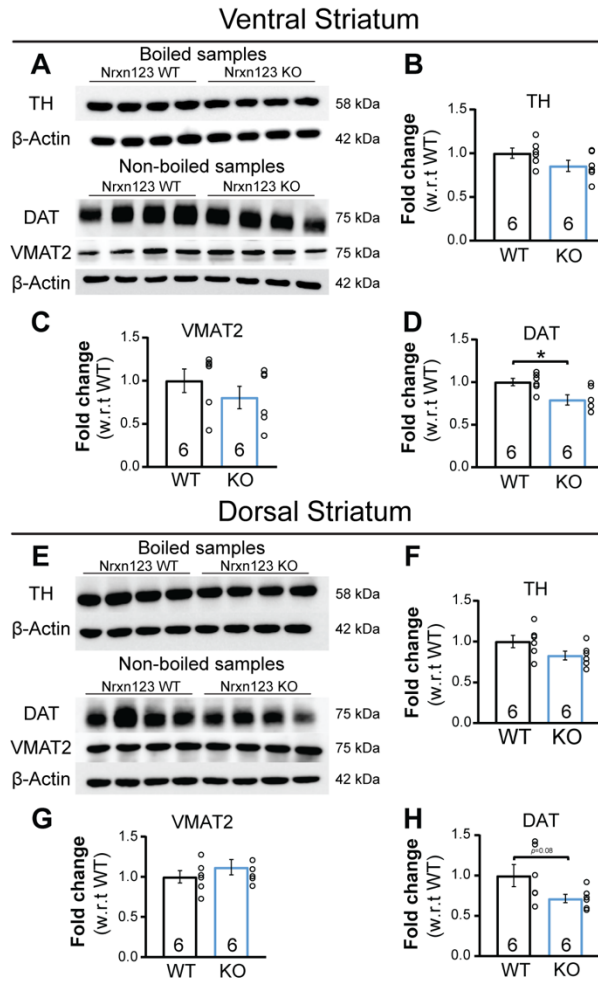 Ventral Striatum
A
Boiled samples
Nrxn123 WT Nrxn123 KO
TH 58 kDa
β-Actin 42 kDa
Non-boiled samples
Nrxn123 WT Nrxn123 KO
DAT 75 kDa
VMAT2 75 kDa
β-Actin 42 kDa
B
TH
Fold change
(w.r.t WT)
1.5
1.0
0.5
0.0
6 6
WT KO
C
VMAT2
Fold change
(w.r.t WT)
1.5
1.0
0.5
0.0
6 6
WT KO
D
DAT
*
Fold change
(w.r.t WT)
1.5
1.0
0.5
0.0
6 6
WT KO
Dorsal Striatum
E
Boiled samples
Nrxn123 WT Nrxn123 KO
TH 58 kDa
β-Actin 42 kDa
Non-boiled samples
Nrxn123 WT Nrxn123 KO
DAT 75 kDa
VMAT2 75 kDa
β-Actin 42 kDa
F
TH
Fold change
(w.r.t WT)
1.5
1.0
0.5
0.0
6 6
WT KO
G
VMAT2
Fold change
(w.r.t WT)
1.5
1.0
0.5
0.0
6 6
WT KO
H
DAT
p=0.08
Fold change
(w.r.t WT)
1.5
1.0
0.5
0.0
6 6
WT KO